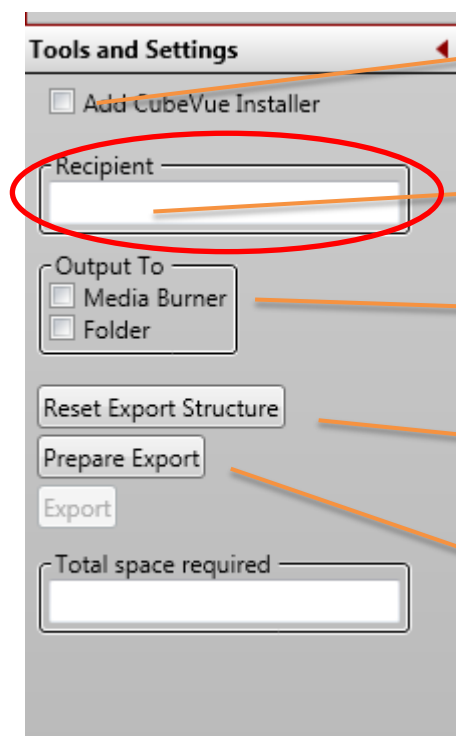 Tools and Settings
Add CubeVue Installer
Recipient
Output To
Media Burner
Folder
Reset Export Structure
Prepare Export
Export
Total space required